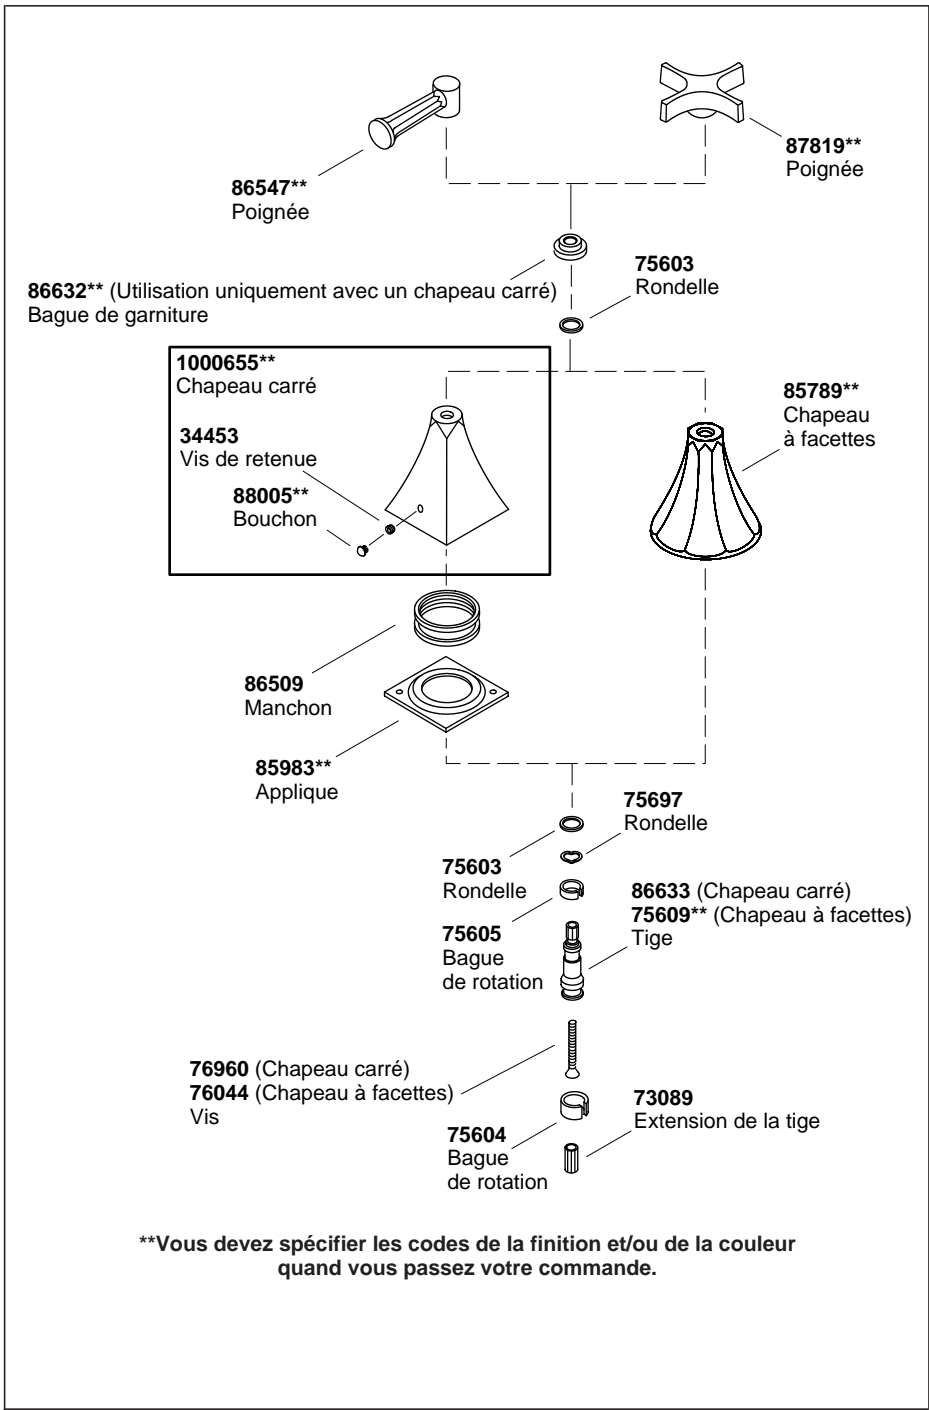 87819**
Poignée
86547**
Poignée
75603
Rondelle
86632** (Utilisation uniquement avec un chapeau carré)
Bague de garniture
1000655**
Chapeau carré
85789**
Chapeau
à facettes
34453
Vis de retenue
88005**
Bouchon
86509
Manchon
85983**
Applique
75697
Rondelle
75603
Rondelle
86633 (Chapeau carré)
75609** (Chapeau à facettes)
Tige
75605
Bague
de rotation
76960 (Chapeau carré)
76044 (Chapeau à facettes)
Vis
73089
Extension de la tige
75604
Bague
de rotation
**Vous devez spécifier les codes de la finition et/ou de la couleur
quand vous passez votre commande.